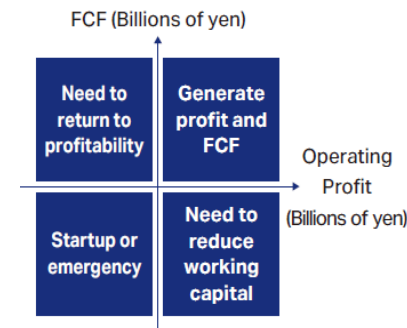 FCF (Billions of yen)
Need to
return to
profitability
Generate
profit and
FCF
Operating
Profit
(Billions of yen)
Startup or
emergency
Need to
reduce
working
capital